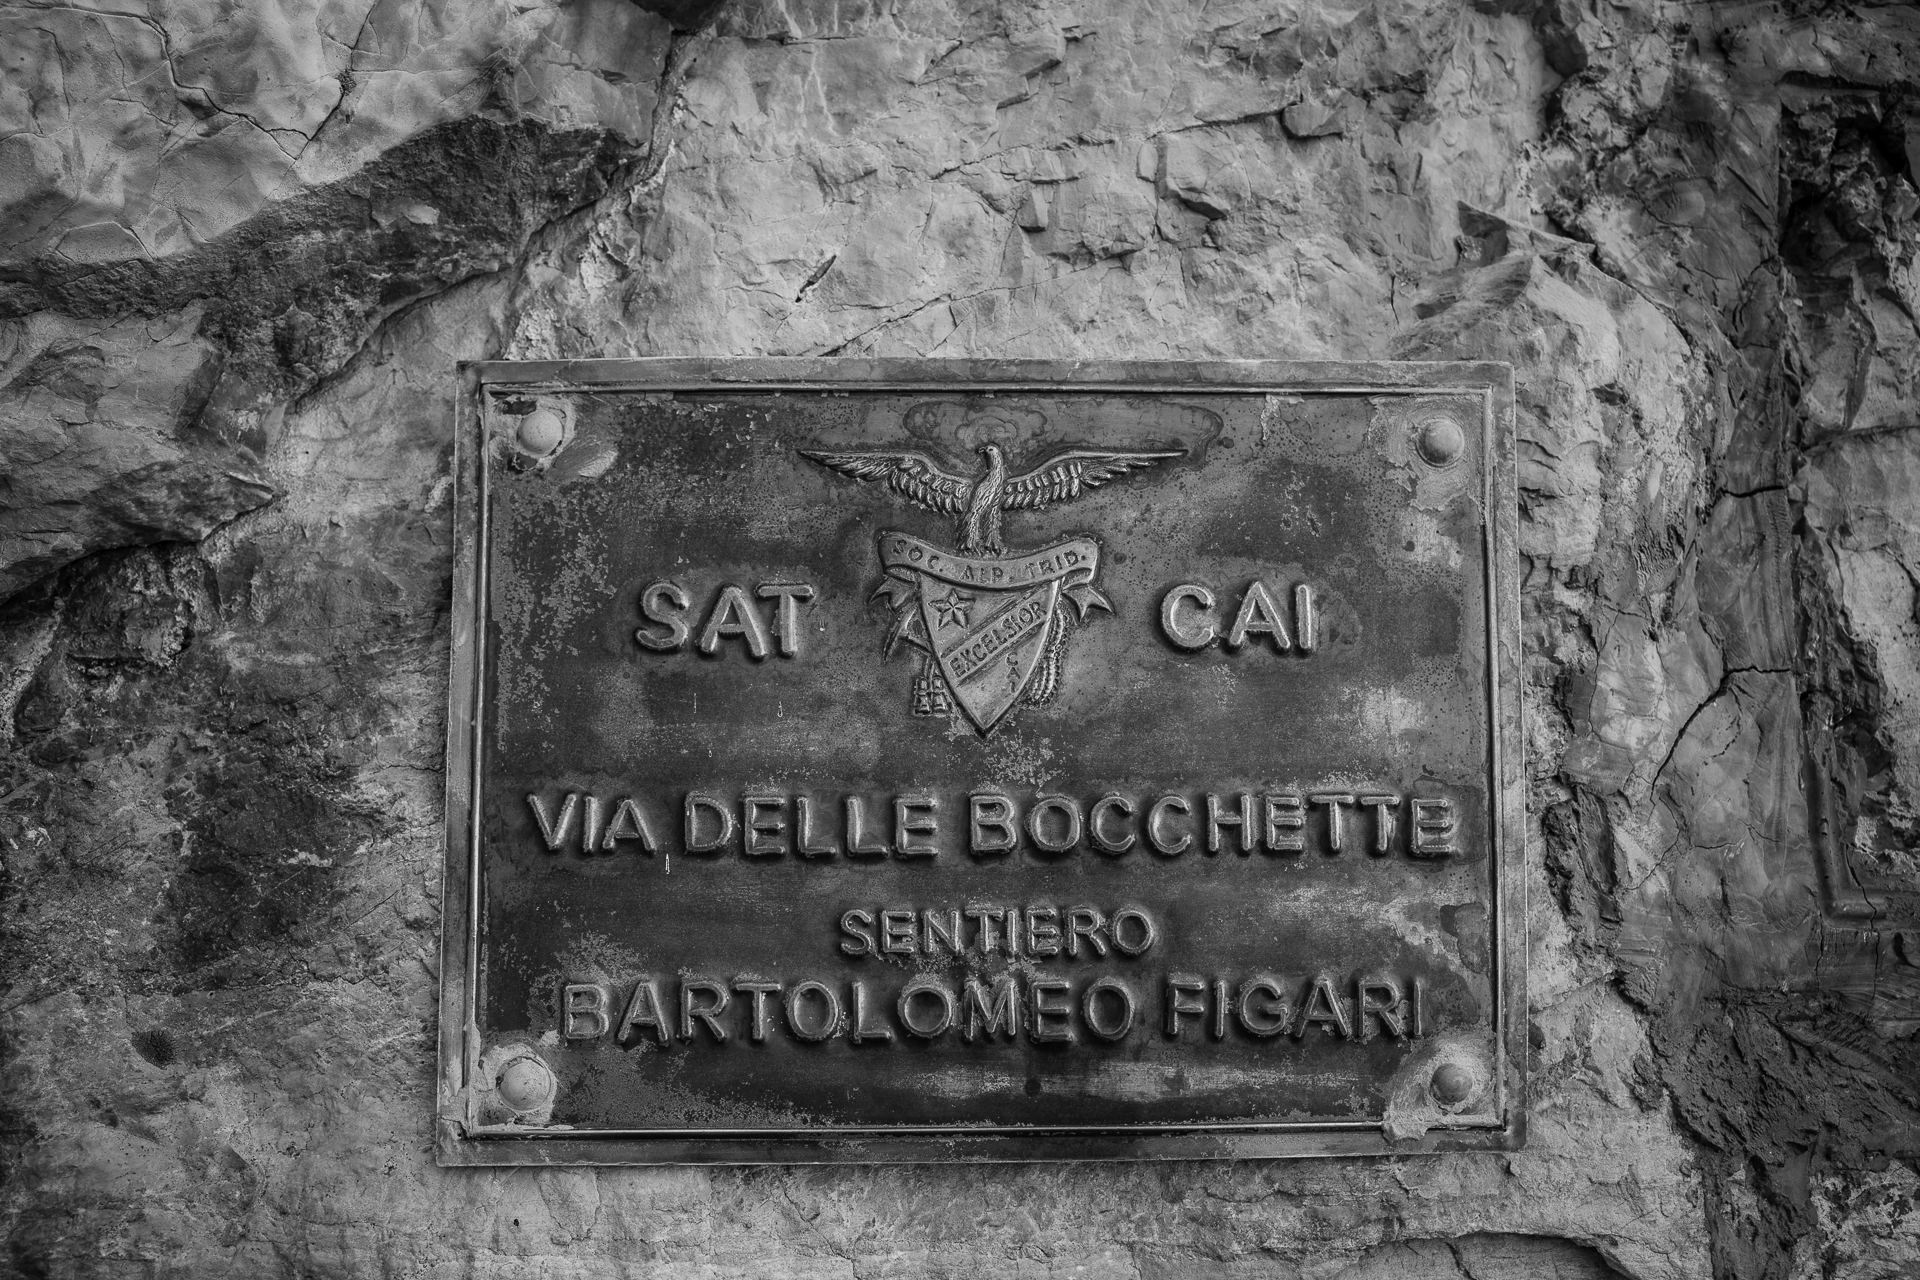 SOC. ALP. TRID.
EXCELSIOR
SAT CAI
VIA DELLE BOCCHETTE
SENTIERO
BARTOLOMEO FIGARI